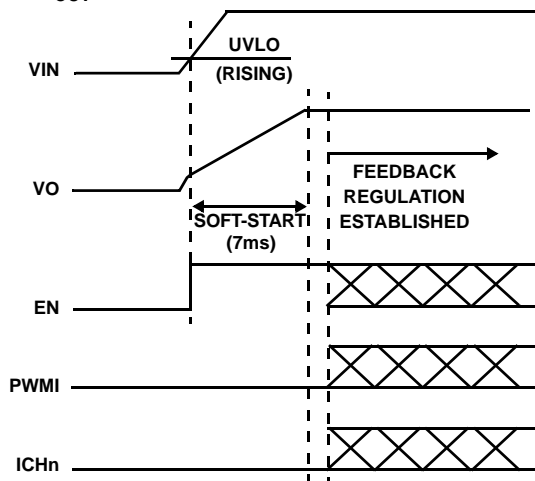 UVLO
VIN
(RISING)
VO
FEEDBACK
REGULATION
ESTABLISHED
SOFT-START
(7ms)
EN
PWMI
ICHn